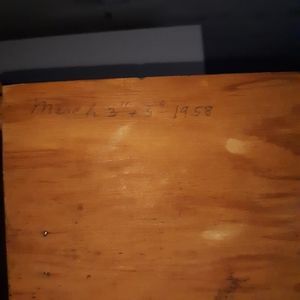 March 3" + 5" - 1958